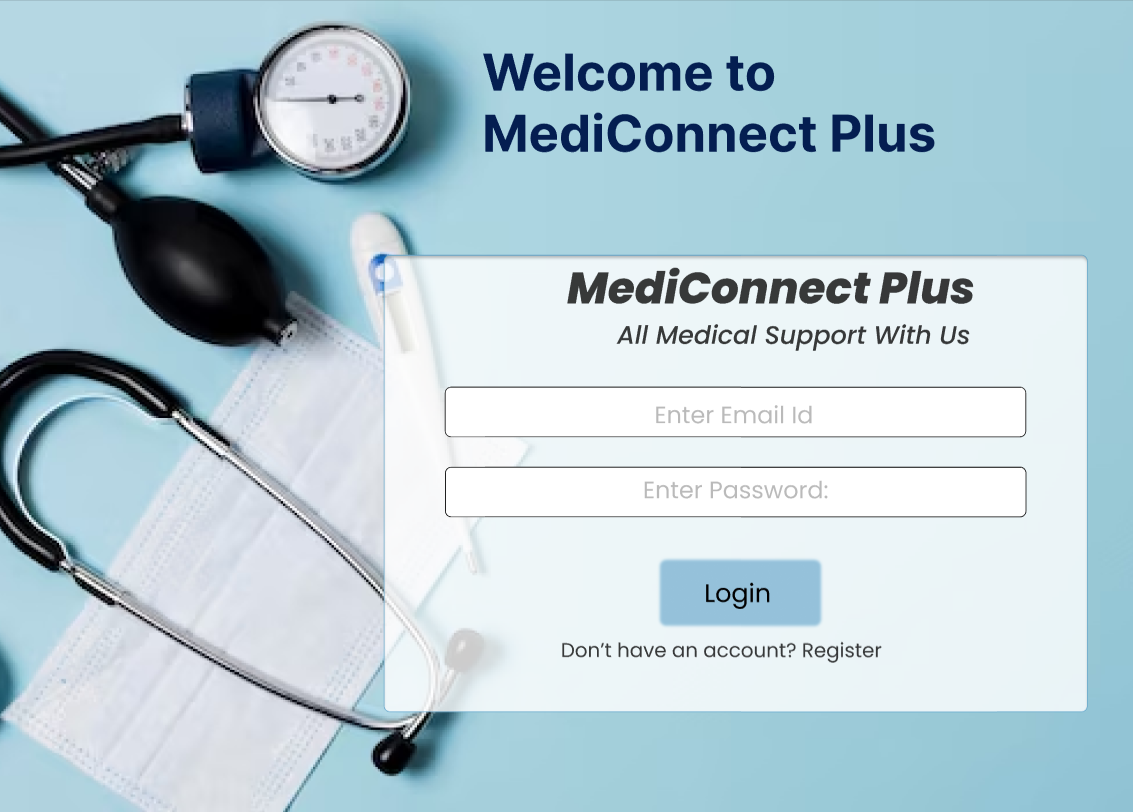 Welcome to
MediConnect Plus
MediConnect Plus
All Medical Support With Us
Enter Email Id
Enter Password:
Login
Don’t have an account? Register